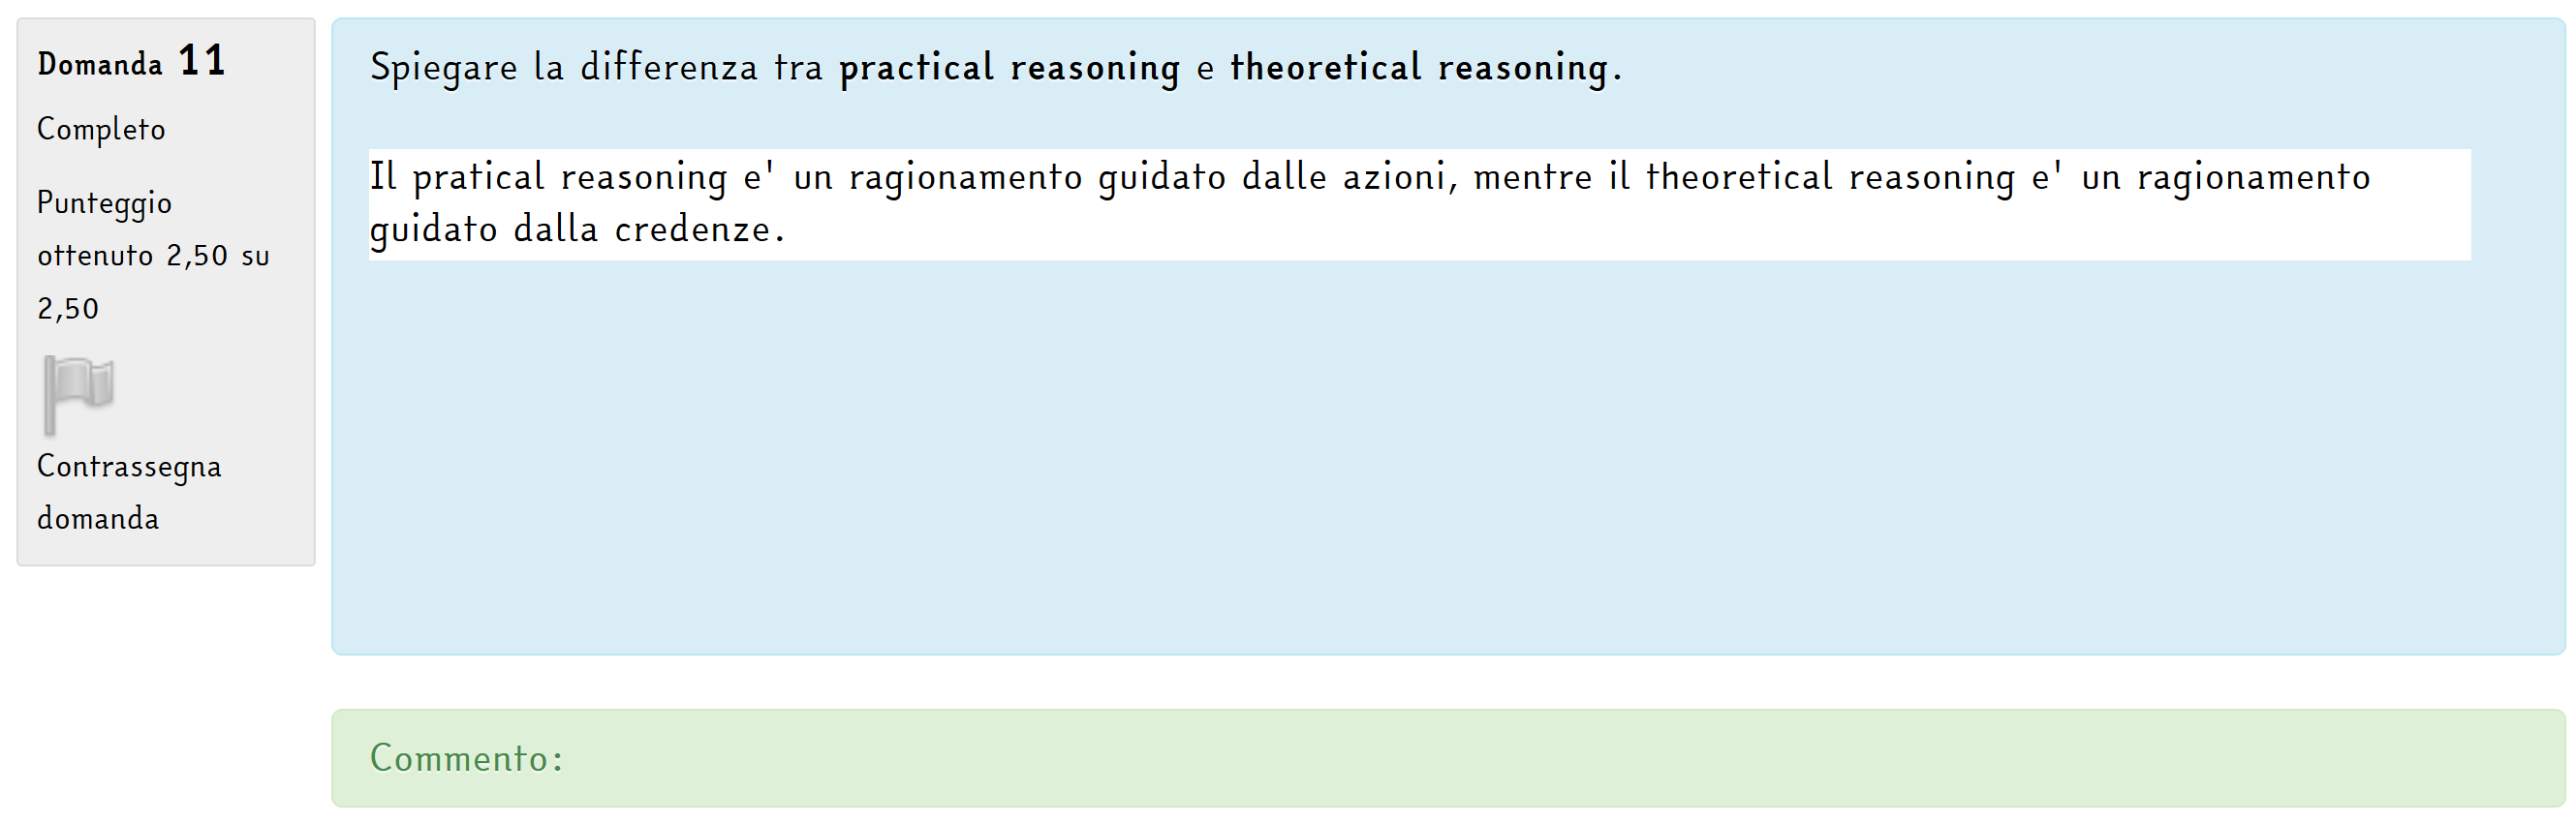 Domanda 11
Completo
Punteggio
ottenuto 2,50 su
2,50
Contrassegna
domanda
Spiegare la differenza tra practical reasoning e theoretical reasoning.
Il pratical reasoning e' un ragionamento guidato dalle azioni, mentre il theoretical reasoning e' un ragionamento
guidato dalla credenze.
Commento: